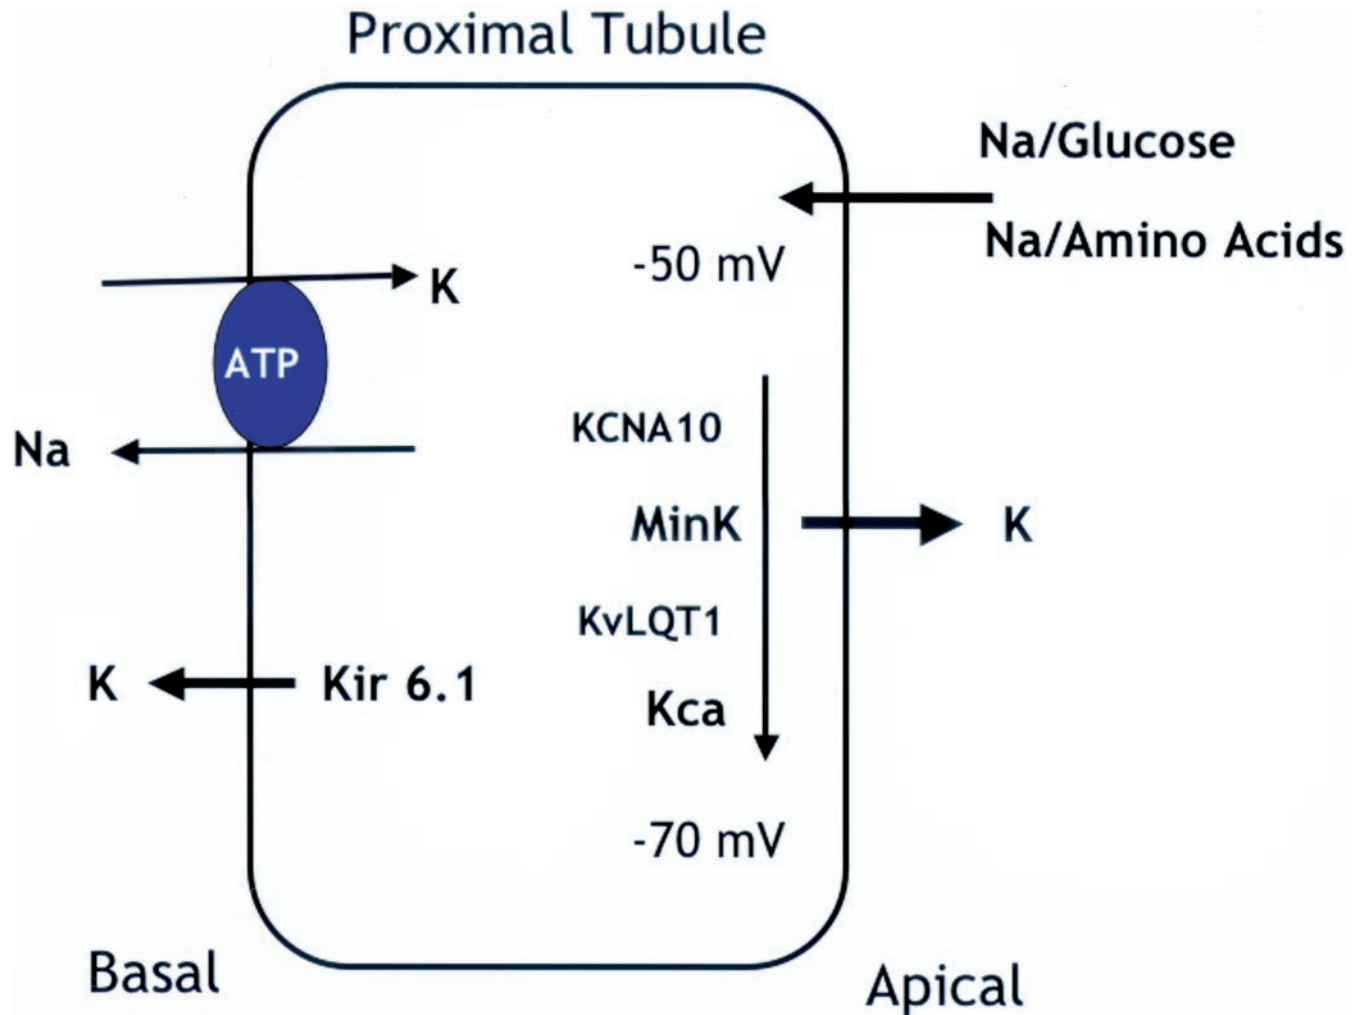 Proximal Tubule
Na/Glucose
Na/Amino Acids
-50 mV
K
ATP
Na
KCNA10
MinK
K
KvLQT1
K
Kir 6.1
Kca
-70 mV
Basal
Apical